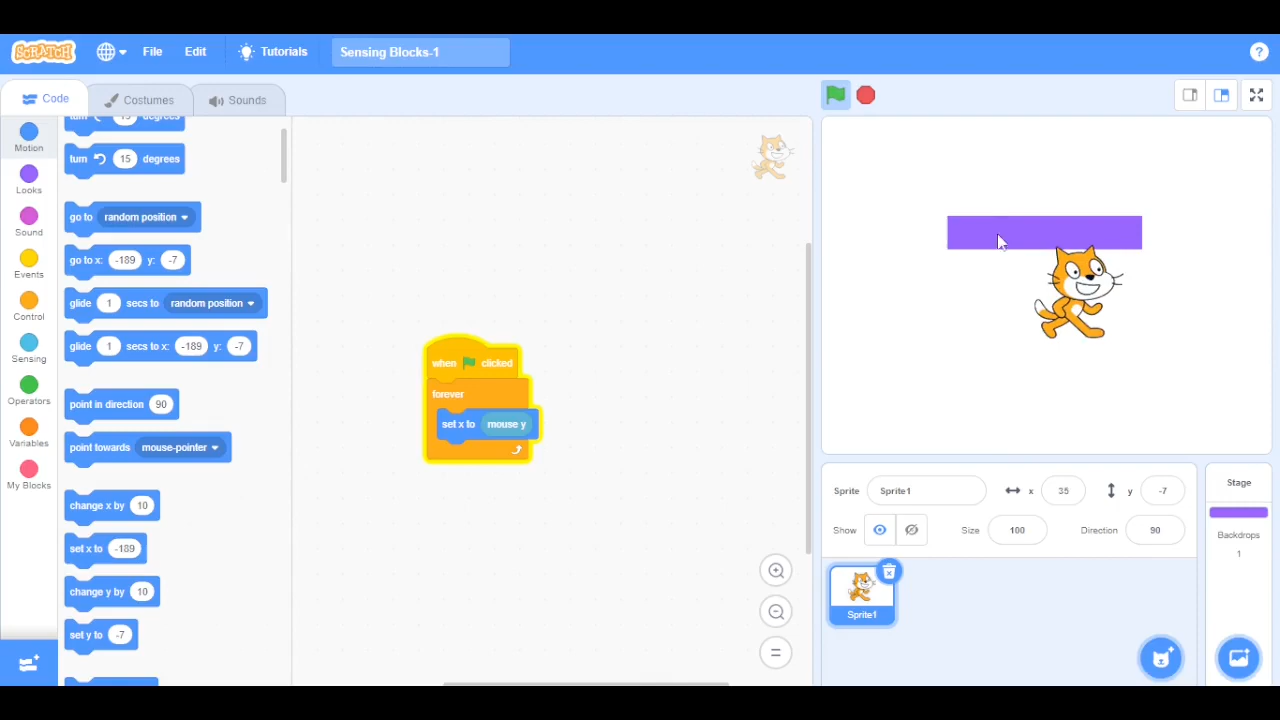 SCRATCH
File
Edit
Tutorials
Sensing Blocks-1
?
Code
Costumes
Sounds
Motion
Looks
Sound
Events
Control
Sensing
Operators
Variables
My Blocks
turn 15 degrees
turn 15 degrees
go to random position
go to x: -189 y: -7
glide 1 secs to random position
glide 1 secs to x: -189 y: -7
point in direction 90
point towards mouse-pointer
change x by 10
set x to -189
change y by 10
set y to -7
when clicked
forever
set x to mouse y
Sprite Sprite1 x 35 y -7
Show Size 100 Direction 90
Sprite1
Stage
Backdrops
1